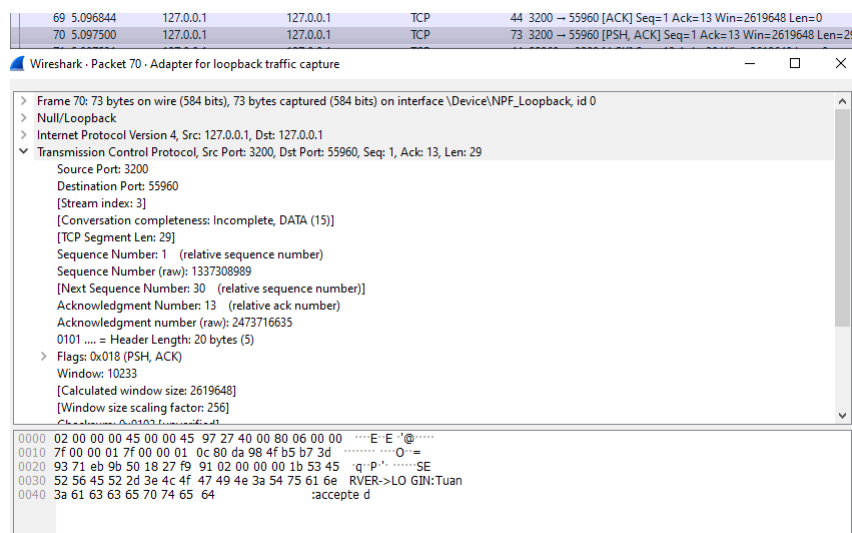 69 5.096844 127.0.0.1 127.0.0.1 TCP 44 3200 → 55960 [ACK] Seq=1 Ack=13 Win=2619648 Len=0
70 5.097500 127.0.0.1 127.0.0.1 TCP 73 3200 → 55960 [PSH, ACK] Seq=1 Ack=13 Win=2619648 Len=29
Wireshark · Packet 70 · Adapter for loopback traffic capture
Frame 70: 73 bytes on wire (584 bits), 73 bytes captured (584 bits) on interface \Device\NPF_Loopback, id 0
Null/Loopback
Internet Protocol Version 4, Src: 127.0.0.1, Dst: 127.0.0.1
Transmission Control Protocol, Src Port: 3200, Dst Port: 55960, Seq: 1, Ack: 13, Len: 29
Source Port: 3200
Destination Port: 55960
[Stream index: 3]
[Conversation completeness: Incomplete, DATA (15)]
[TCP Segment Len: 29]
Sequence Number: 1 (relative sequence number)
Sequence Number (raw): 1337308989
[Next Sequence Number: 30 (relative sequence number)]
Acknowledgment Number: 13 (relative ack number)
Acknowledgment number (raw): 2473716635
0101 .... = Header Length: 20 bytes (5)
Flags: 0x018 (PSH, ACK)
Window: 10233
[Calculated window size: 2619648]
[Window size scaling factor: 256]
0000 02 00 00 00 45 00 00 45 97 27 40 00 80 06 00 00 ····E··E ·'@·····
0010 7f 00 00 01 7f 00 00 01 0c 80 da 98 4f b5 b7 3d ········ ····O··=
0020 93 71 eb 9b 50 18 27 f9 91 02 00 00 00 1b 53 45 ·q··P·'· ······SE
0030 52 56 45 52 2d 3e 4c 4f 47 49 4e 3a 54 75 61 6e RVER->LO GIN:Tuan
0040 3a 61 63 63 65 70 74 65 64 :accepte d